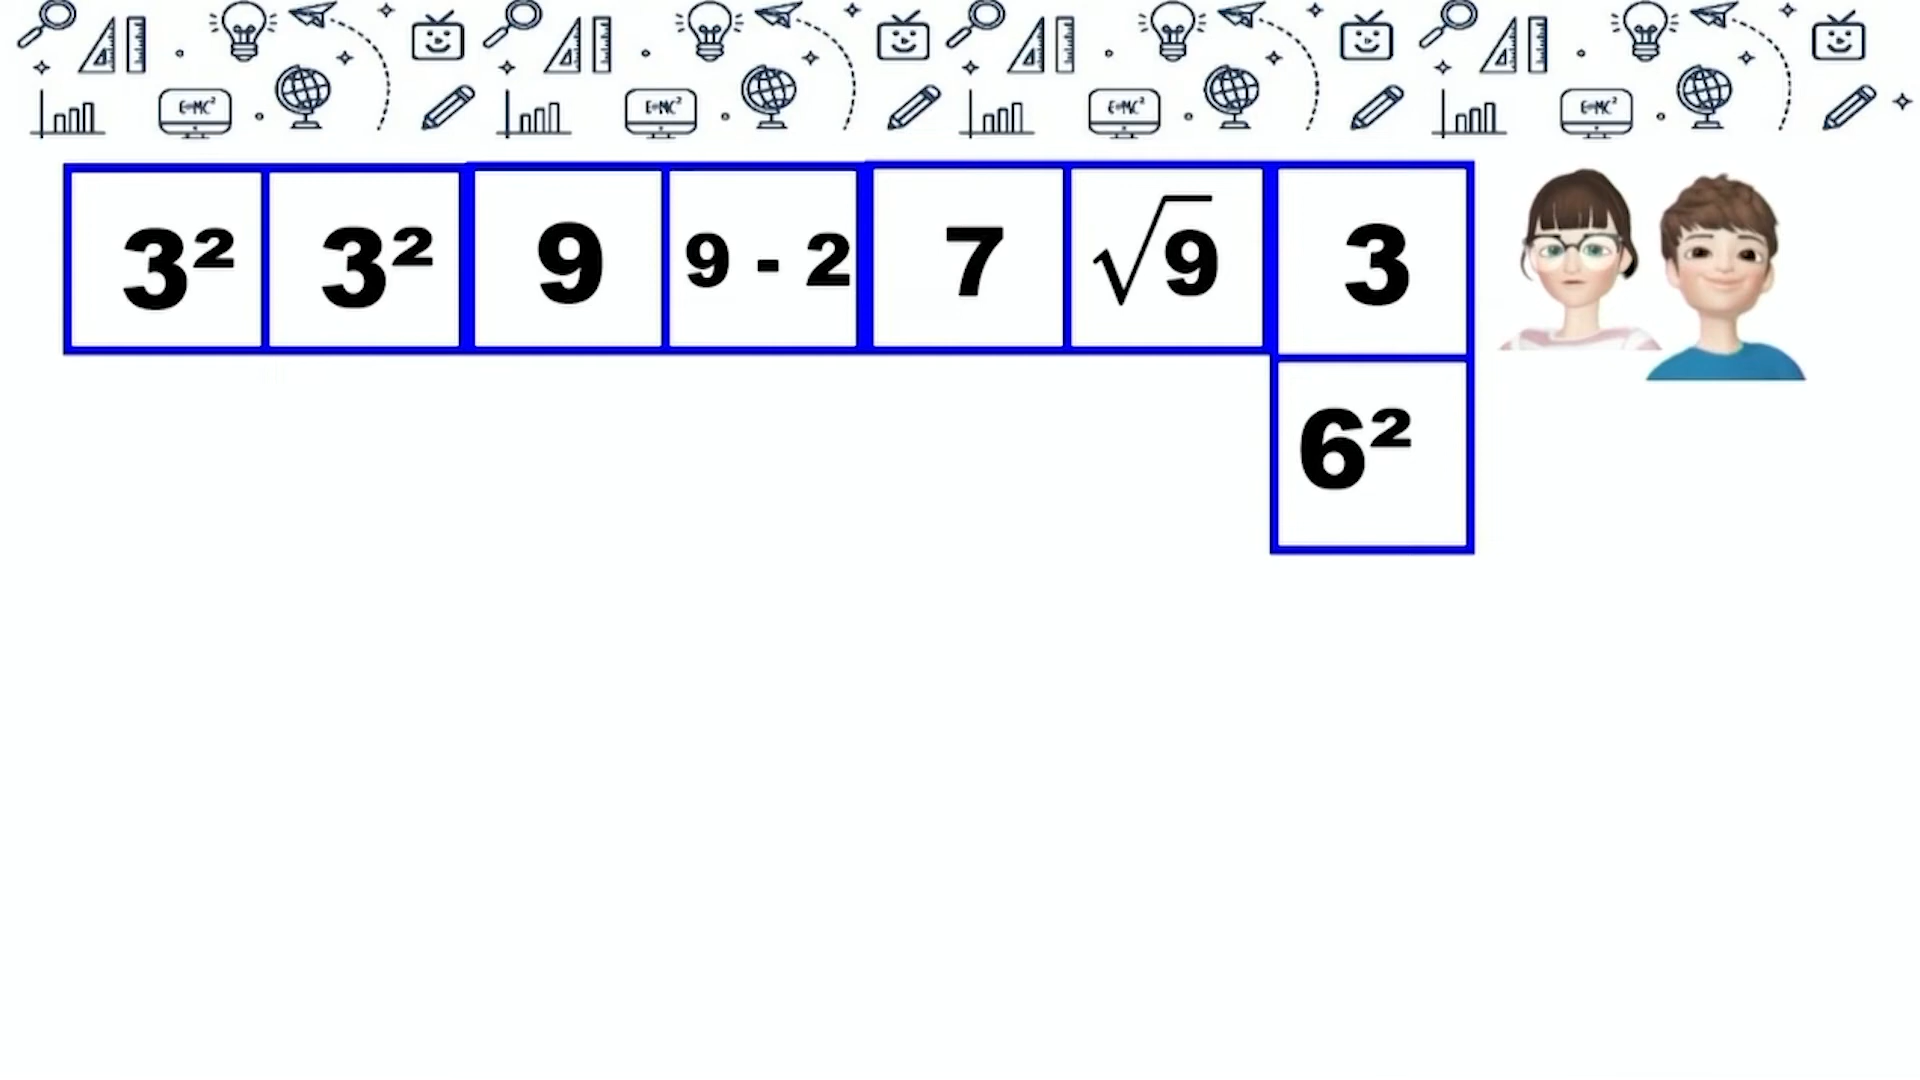 E=MC² E=MC² E=MC² E=MC²
3² 3² 9 9 - 2 7 √9 3
6²